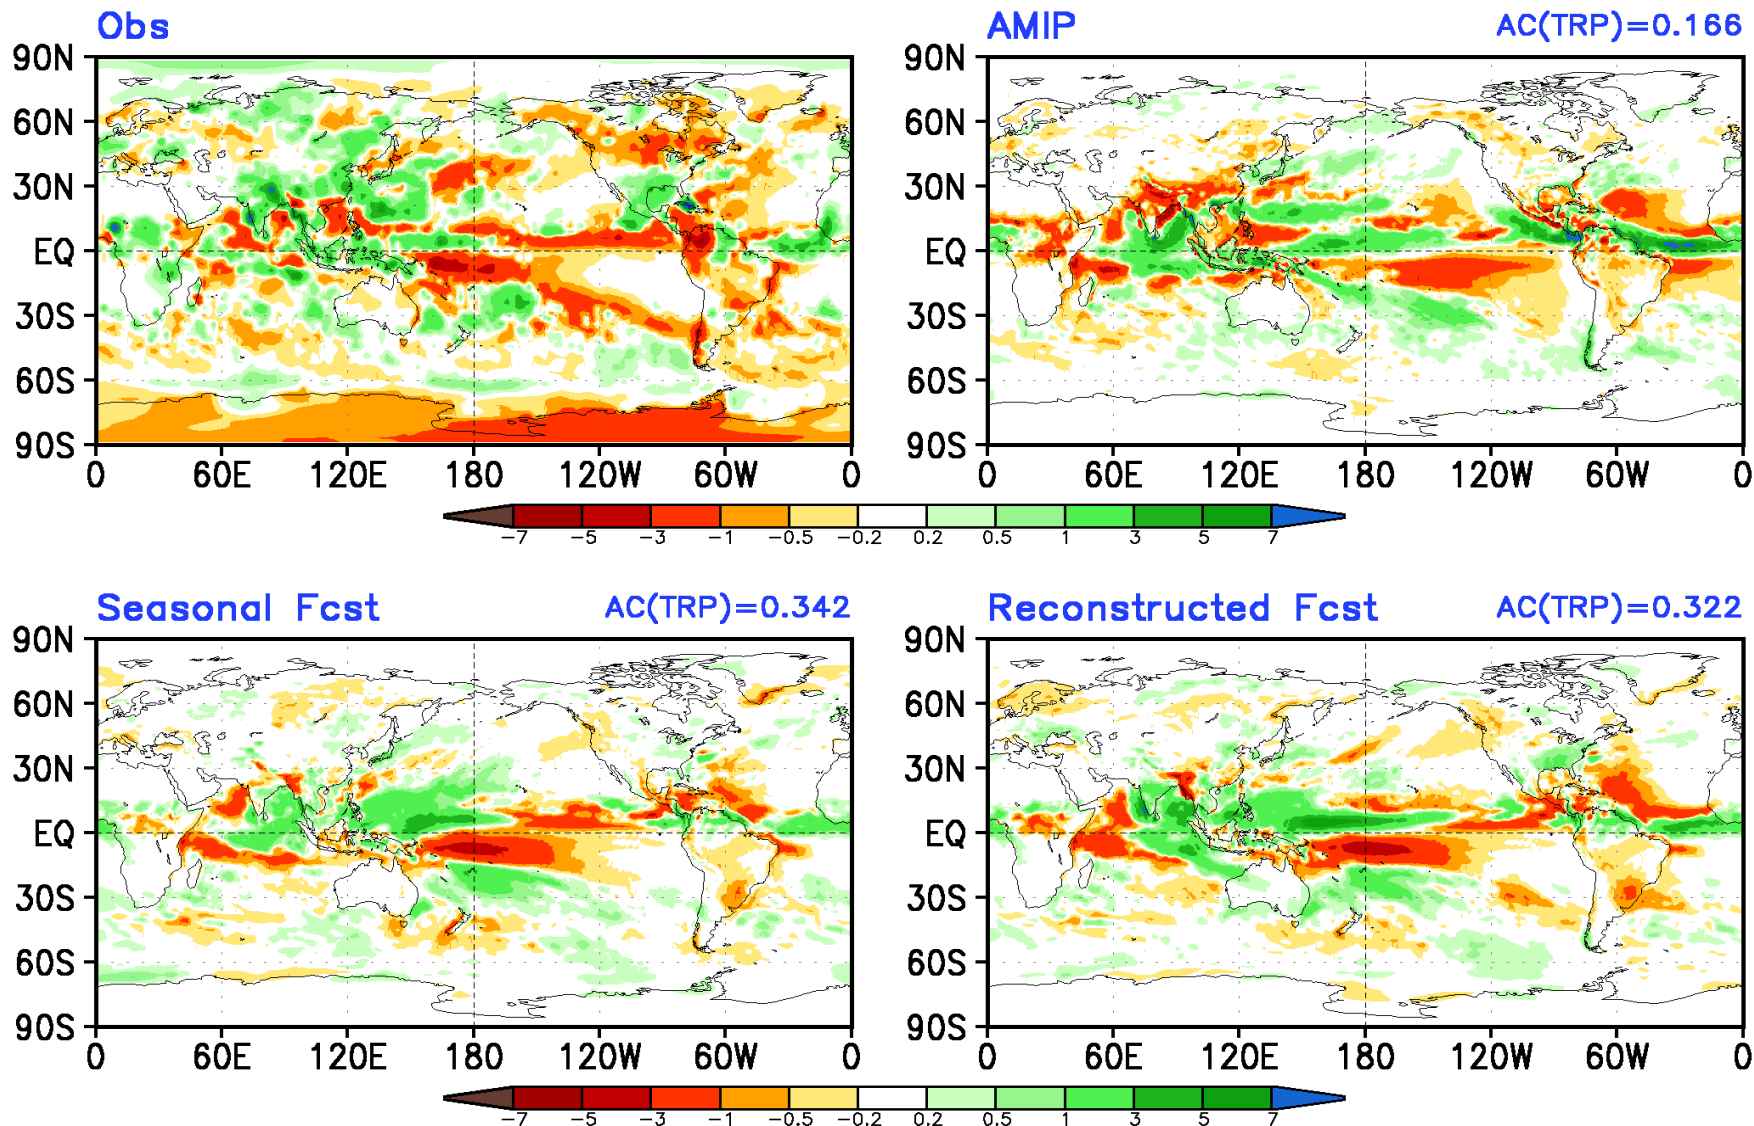 Obs
AMIP AC(TRP)=0.166
90N 60N 30N EQ 30S 60S 90S
0 60E 120E 180 120W 60W 0
90N 60N 30N EQ 30S 60S 90S
0 60E 120E 180 120W 60W 0
-7 -5 -3 -1 -0.5 -0.2 0.2 0.5 1 3 5 7
Seasonal Fcst AC(TRP)=0.342
Reconstructed Fcst AC(TRP)=0.322
90N 60N 30N EQ 30S 60S 90S
0 60E 120E 180 120W 60W 0
90N 60N 30N EQ 30S 60S 90S
0 60E 120E 180 120W 60W 0
-7 -5 -3 -1 -0.5 -0.2 0.2 0.5 1 3 5 7